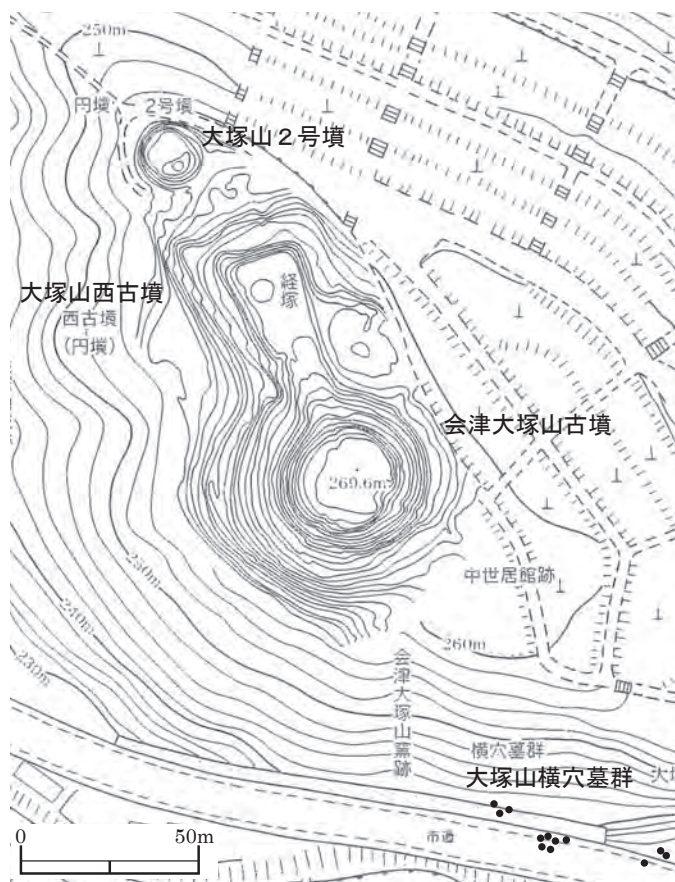 250m
円墳
2号墳
大塚山2号墳
大塚山西古墳
西古墳
(円墳)
経塚
会津大塚山古墳
269.6m
250m
240m
230m
中世居館跡
260m
会津大塚山窯跡
横穴墓群
大塚山横穴墓群
大塚
市道
0 50m